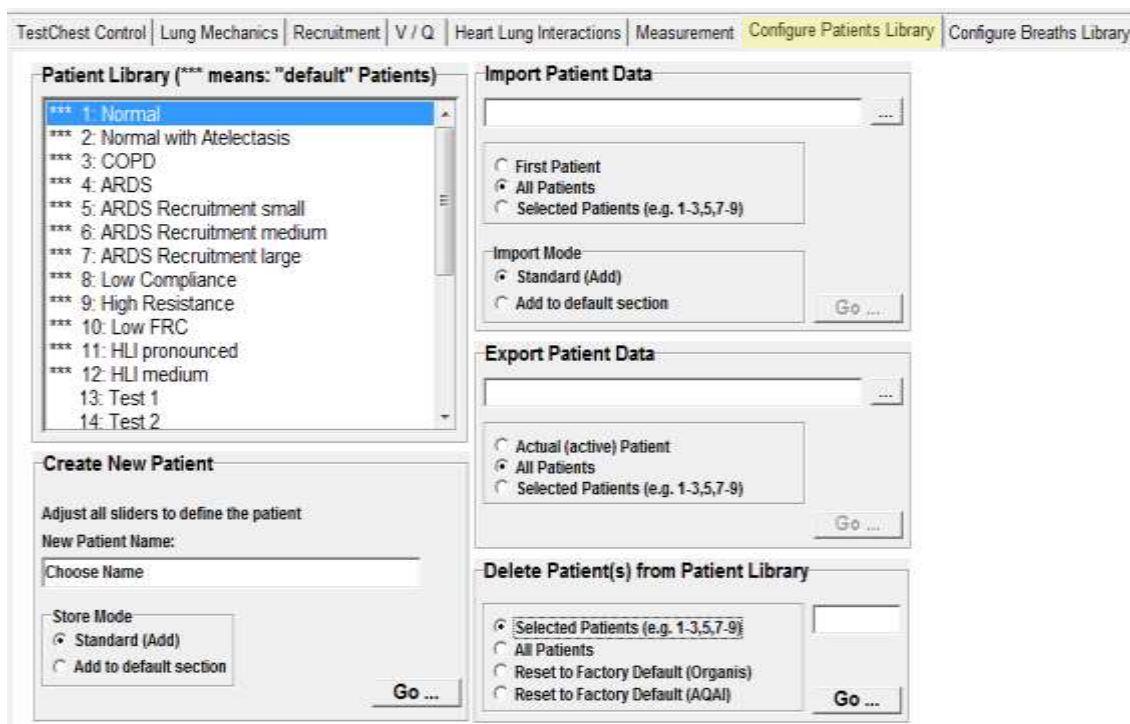 TestChest Control Lung Mechanics Recruitment V / Q Heart Lung Interactions Measurement Configure Patients Library Configure Breaths Library
Patient Library (*** means: "default" Patients)
*** 1: Normal
*** 2: Normal with Atelectasis
*** 3: COPD
*** 4: ARDS
*** 5: ARDS Recruitment small
*** 6: ARDS Recruitment medium
*** 7: ARDS Recruitment large
*** 8: Low Compliance
*** 9: High Resistance
*** 10: Low FRC
*** 11: HLI pronounced
*** 12: HLI medium
13: Test 1
14: Test 2
Create New Patient
Adjust all sliders to define the patient
New Patient Name:
Choose Name
Store Mode
Standard (Add)
Add to default section
Go ...
Import Patient Data
...
First Patient
All Patients
Selected Patients (e.g. 1-3,5,7-9)
Import Mode
Standard (Add)
Add to default section
Go ...
Export Patient Data
...
Actual (active) Patient
All Patients
Selected Patients (e.g. 1-3,5,7-9)
Go ...
Delete Patient(s) from Patient Library
Selected Patients (e.g. 1-3,5,7-9)
All Patients
Reset to Factory Default (Organis)
Reset to Factory Default (AQAI)
Go ...